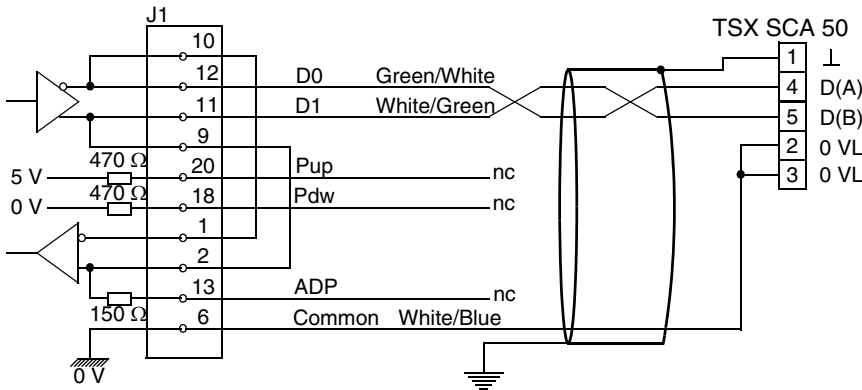 J1
TSX SCA 50
10
1 ⊥
12 D0 Green/White 4 D(A)
11 D1 White/Green 5 D(B)
9 2 0 VL
470 Ω
5 V 20 Pup nc 3 0 VL
470 Ω
0 V 18 Pdw nc
1
2
13 ADP nc
150 Ω
6 Common White/Blue
0 V